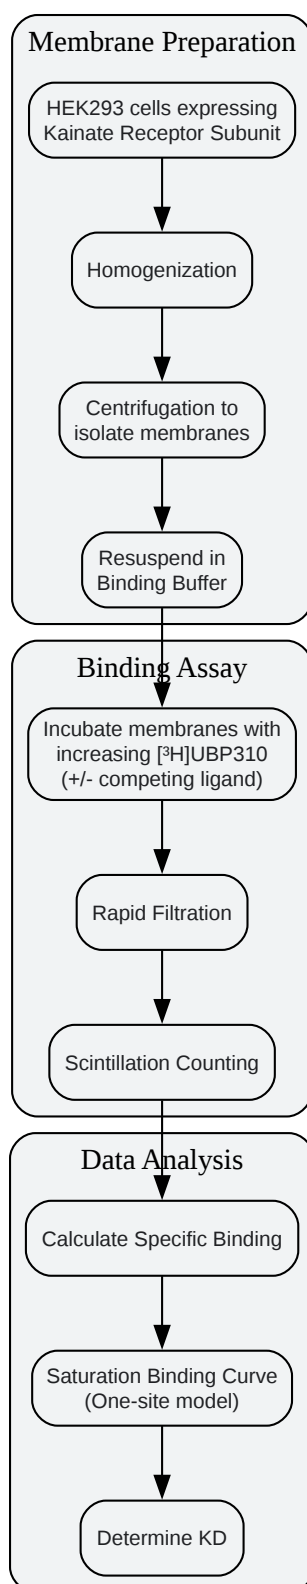 Membrane Preparation
HEK293 cells expressing
Kainate Receptor Subunit
Homogenization
Centrifugation to
isolate membranes
Resuspend in
Binding Buffer
Binding Assay
Incubate membranes with
increasing [³H]UBP310
(+/- competing ligand)
Rapid Filtration
Scintillation Counting
Data Analysis
Calculate Specific Binding
Saturation Binding Curve
(One-site model)
Determine KD